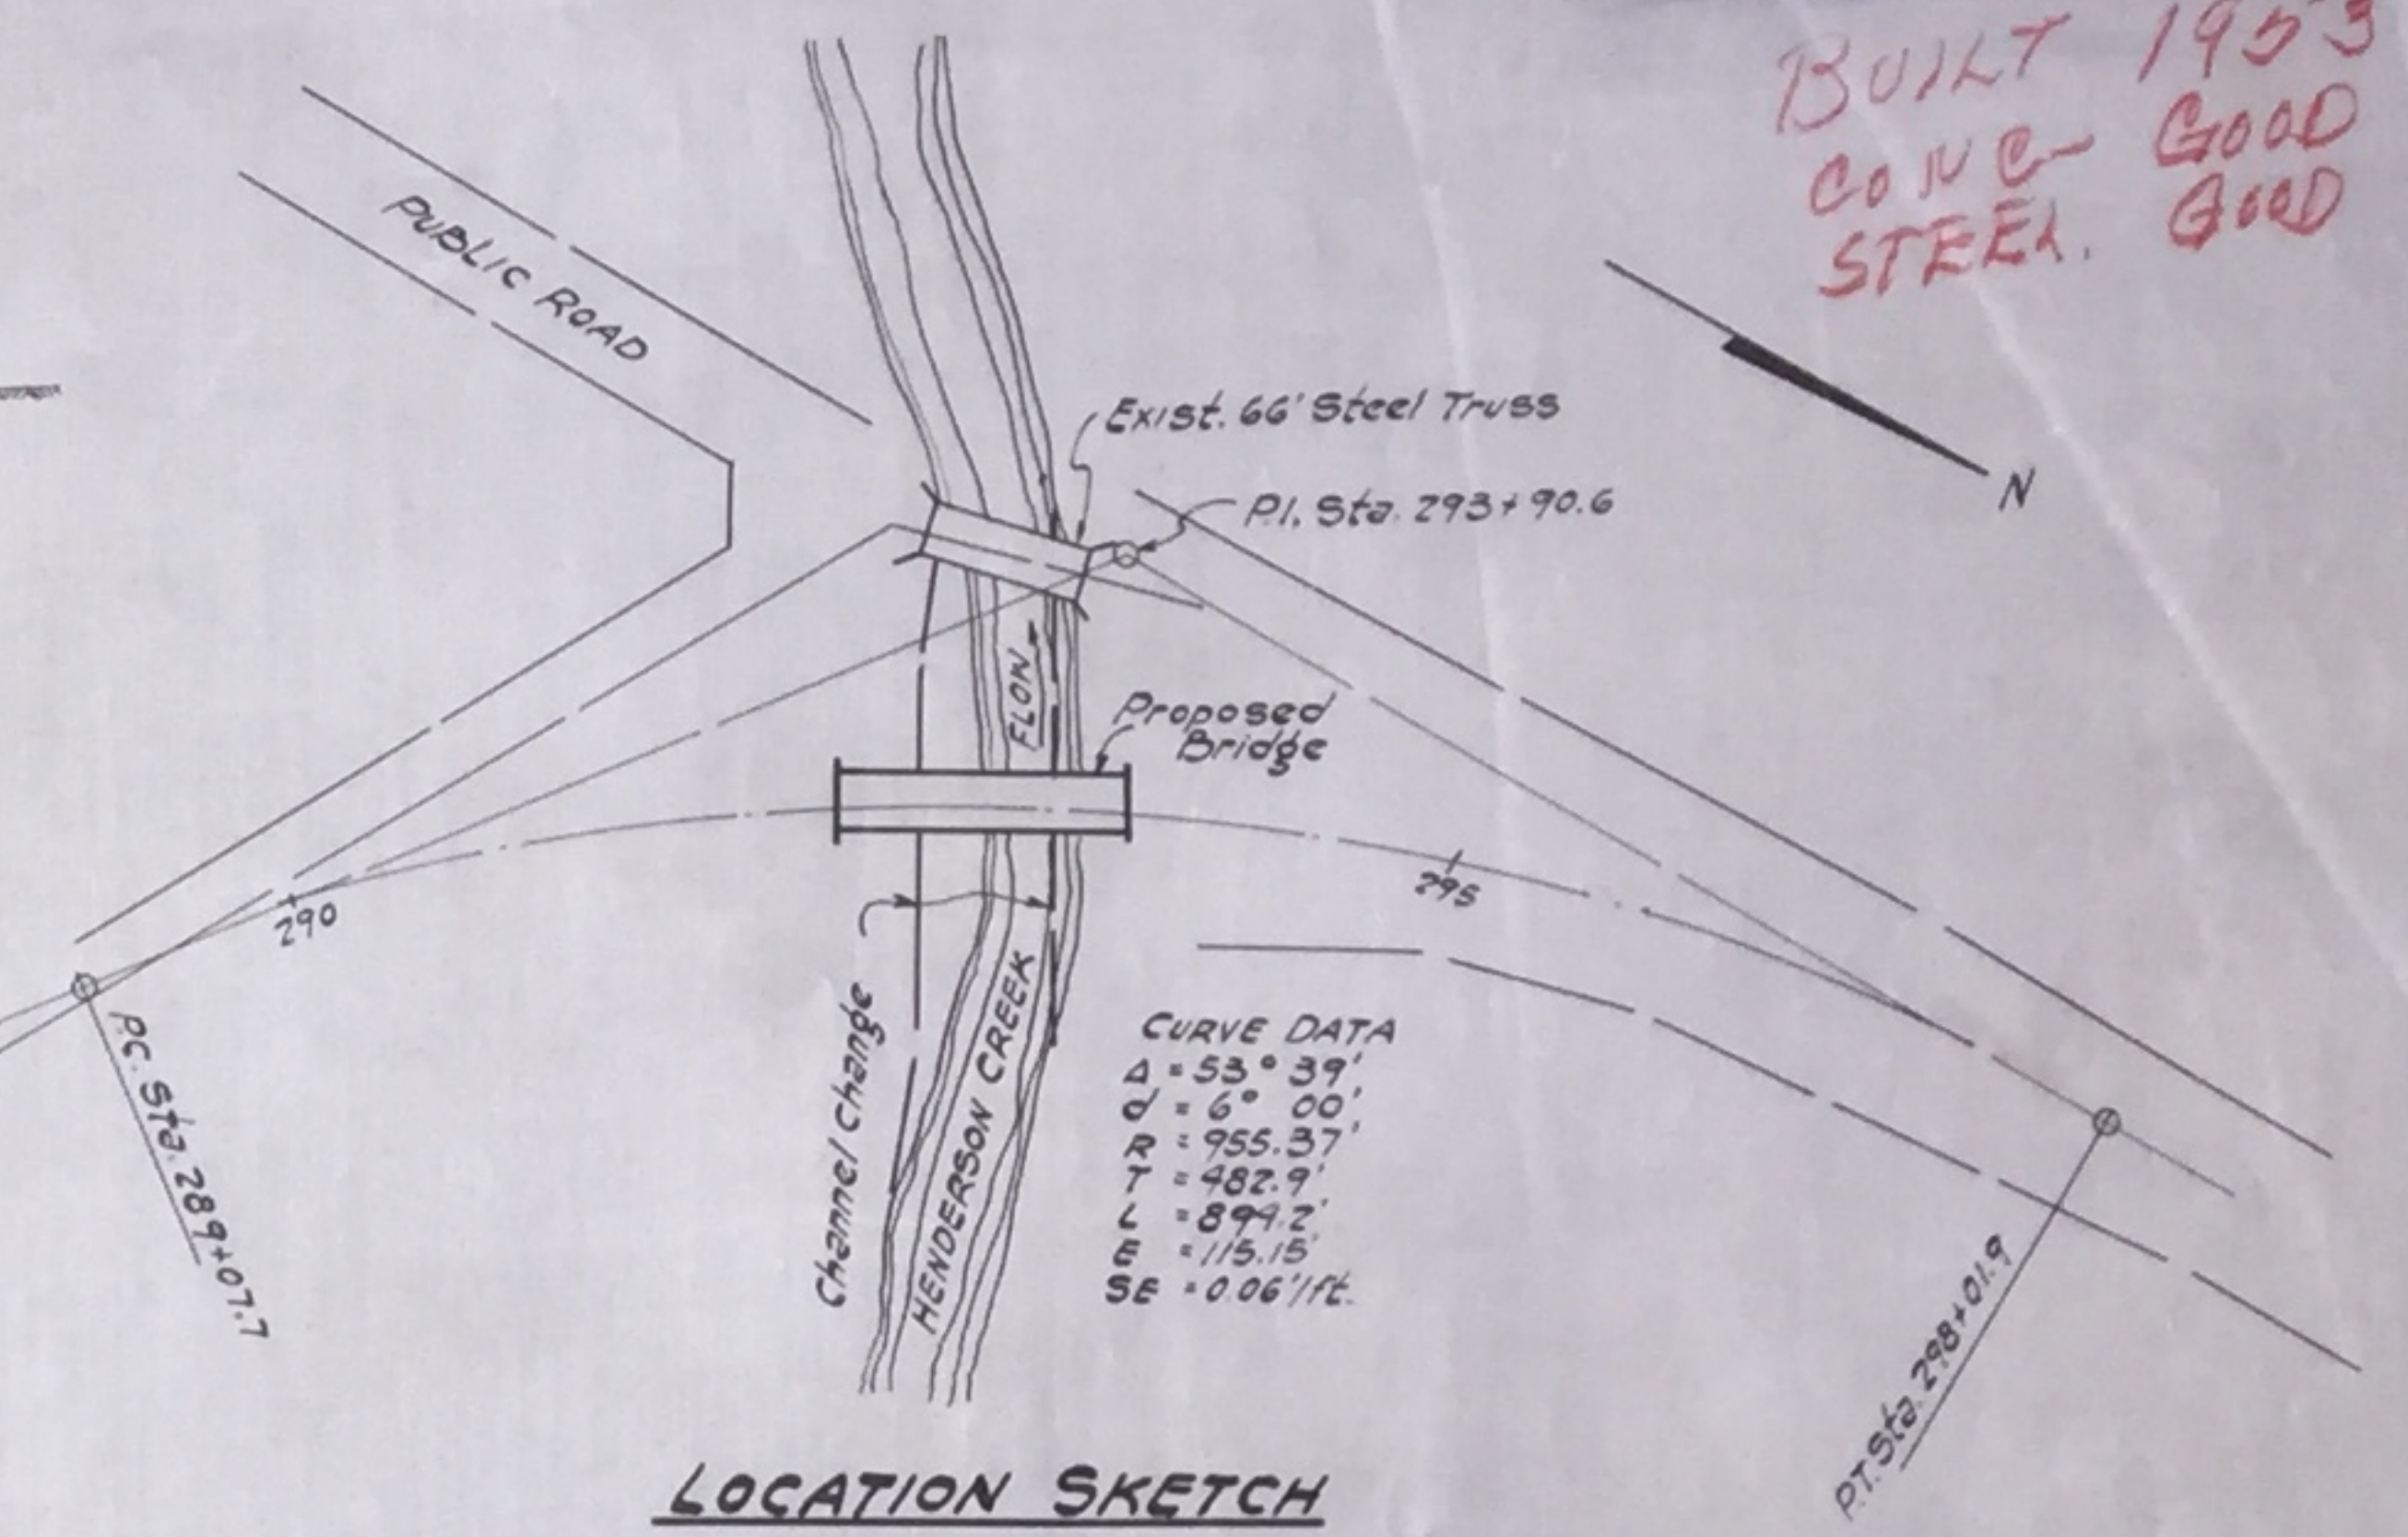 BUILT 1953
CONC- GOOD
STEEL. GOOD
PUBLIC ROAD
Exist. 66' Steel Truss
P.I. Sta. 293+90.6
N
FLOW
Proposed
Bridge
290
295
P.C. Sta. 289+07.7
Channel Change
HENDERSON CREEK
CURVE DATA
Δ = 53° 39'
d = 6° 00'
R = 955.37'
T = 482.9'
L = 894.2'
E = 115.15'
SE = 0.06'/ft.
P.T. Sta. 298+01.9
LOCATION SKETCH